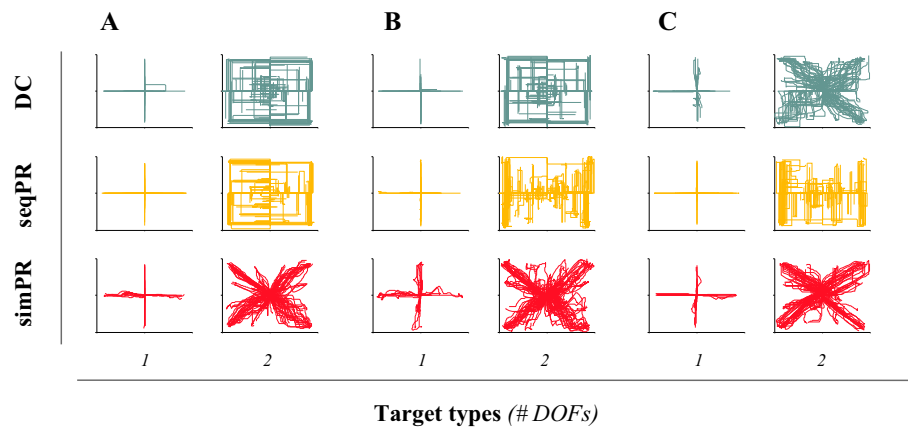 A B C
DC
seqPR
simPR
1 2 1 2 1 2
Target types (# DOFs)